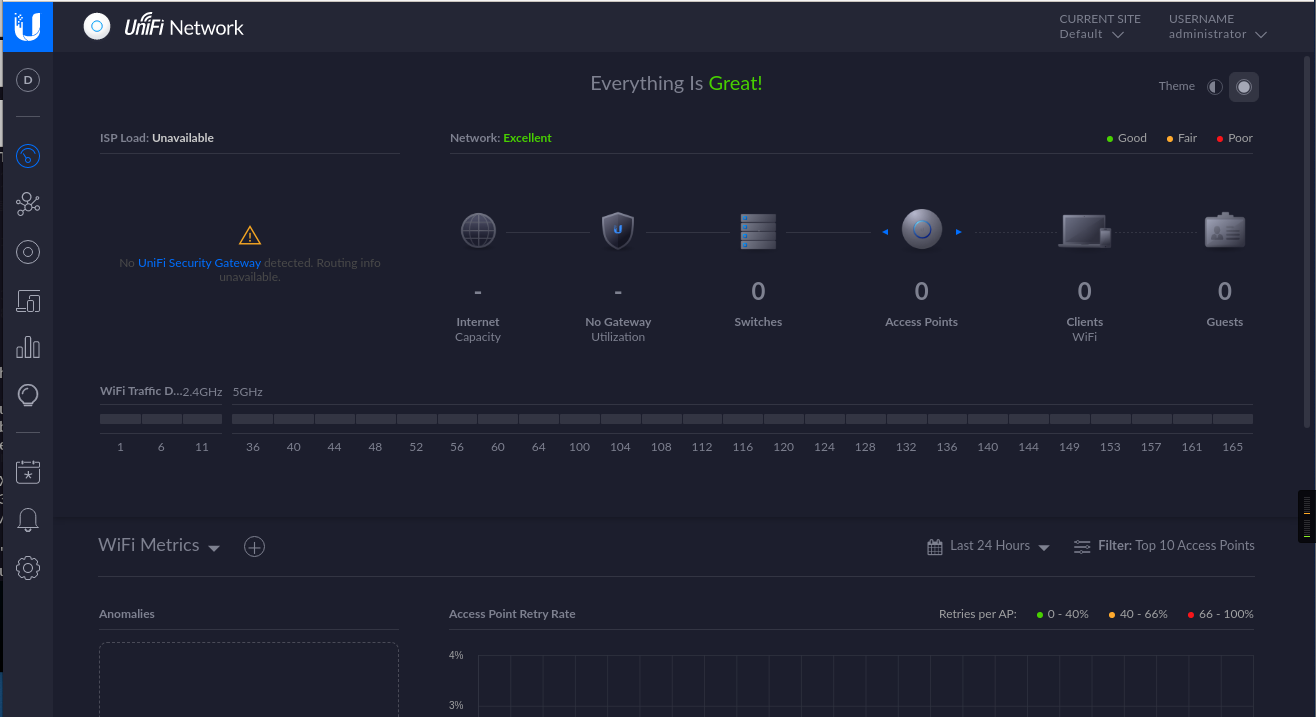 UniFi Network
CURRENT SITE
Default
USERNAME
administrator
D
Everything Is Great!
Theme
ISP Load: Unavailable
Network: Excellent
Good
Fair
Poor
No UniFi Security Gateway detected. Routing info
unavailable.
-
-
0
0
0
0
Internet
Capacity
No Gateway
Utilization
Switches
Access Points
Clients
WiFi
Guests
WiFi Traffic D...
2.4GHz
5GHz
1 6 11 36 40 44 48 52 56 60 64 100 104 108 112 116 120 124 128 132 136 140 144 149 153 157 161 165
WiFi Metrics
Last 24 Hours
Filter: Top 10 Access Points
Anomalies
Access Point Retry Rate
Retries per AP:
0 - 40%
40 - 66%
66 - 100%
4%
3%